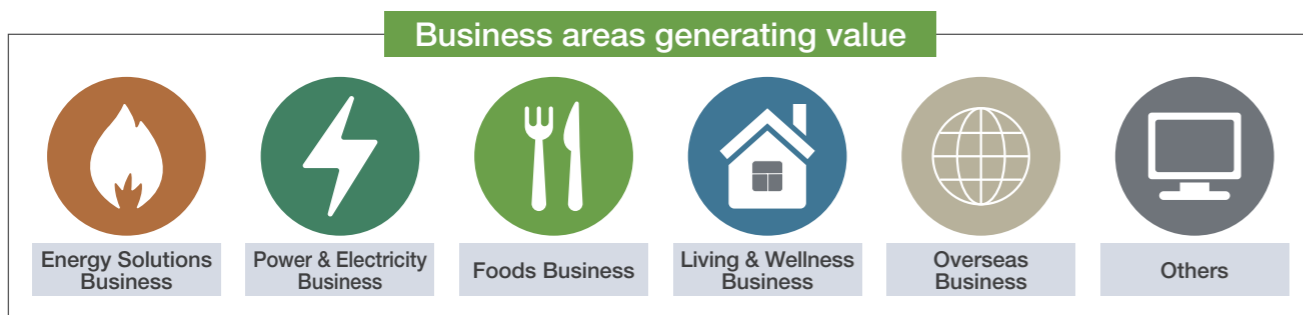 Business areas generating value
Energy Solutions
Business
Power & Electricity
Business
Foods Business
Living & Wellness
Business
Overseas
Business
Others